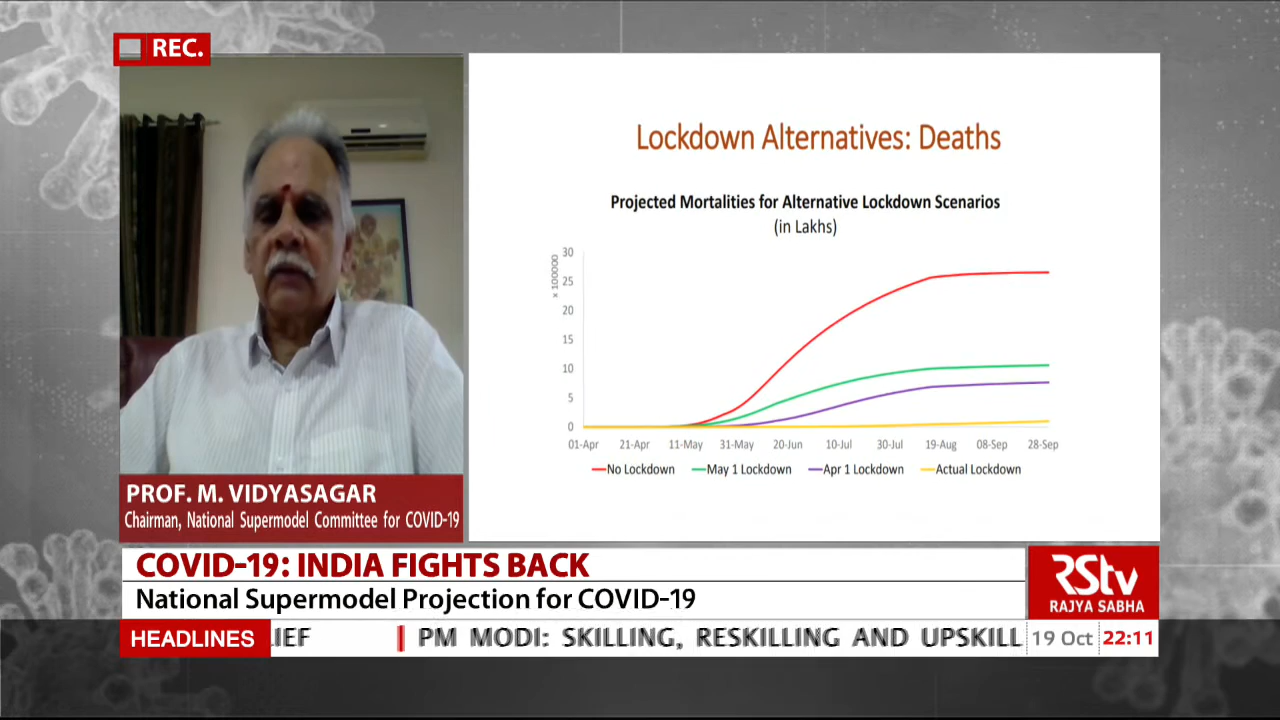 REC.
Lockdown Alternatives: Deaths
Projected Mortalities for Alternative Lockdown Scenarios
(in Lakhs)
x 100000
30
25
20
15
10
5
0
01-Apr 21-Apr 11-May 31-May 20-Jun 10-Jul 30-Jul 19-Aug 08-Sep 28-Sep
No Lockdown May 1 Lockdown Apr 1 Lockdown Actual Lockdown
PROF. M. VIDYASAGAR
Chairman, National Supermodel Committee for COVID-19
COVID-19: INDIA FIGHTS BACK
National Supermodel Projection for COVID-19
RStv
RAJYA SABHA
HEADLINES IEF PM MODI: SKILLING, RESKILLING AND UPSKILL 19 Oct 22:11